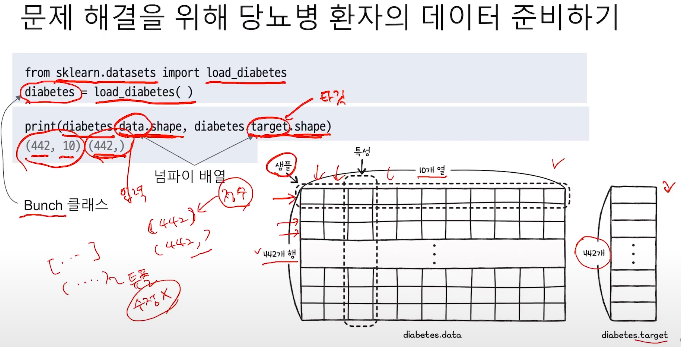 문제 해결을 위해 당뇨병 환자의 데이터 준비하기
from sklearn.datasets import load_diabetes
diabetes = load_diabetes( )
타깃
print(diabetes.data.shape, diabetes.target.shape)
(442, 10) (442,)
넘파이 배열
Bunch 클래스
입력
정수
(442)
(442,)
[....]
(.....) ~ 튜플
수정 X
특성
샘플
10개 열
442개 행
442개
diabetes.data
diabetes.target